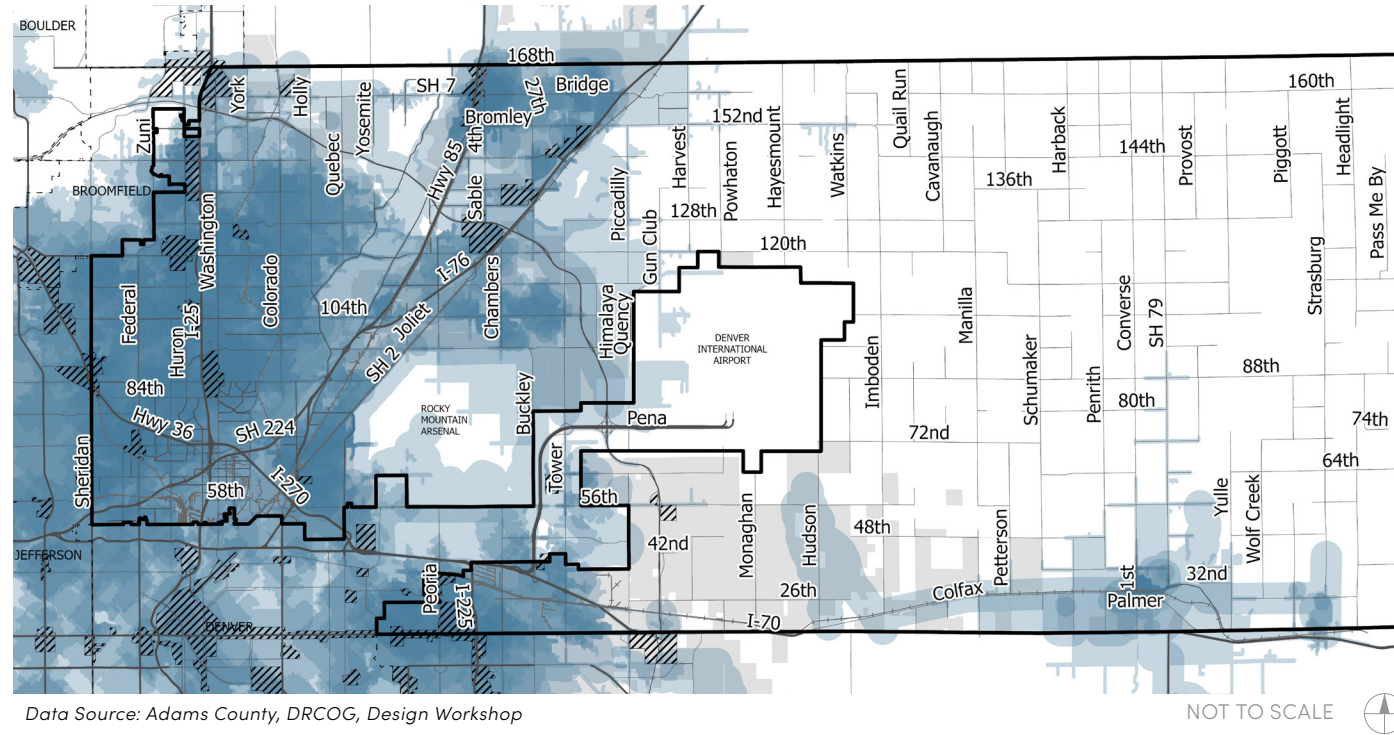 BOULDER
168th
York
Holly
SH 7
27th
Bridge
160th
Quail Run
Yosemite
4th
Bromley
152nd
Hayesmount
Headlight
Zuni
Quebec
Hwy 85
Harvest
Powhaton
Watkins
Cavanaugh
Harback
144th
Provost
Piggott
136th
BROOMFIELD
Sable
Piccadilly
128th
Pass Me By
Washington
Gun Club
120th
Strasburg
Colorado
I-76
Chambers
Federal
Huron
I-25
104th
Joliet
SH 2
Himalaya
Quency
DENVER
INTERNATIONAL
AIRPORT
Imboden
Manilla
Schumaker
Converse
SH 79
84th
88th
Hwy 36
ROCKY
MOUNTAIN
ARSENAL
Buckley
Pena
Penrith
80th
74th
SH 224
72nd
Sheridan
I-270
58th
Tower
56th
64th
Monaghan
Hudson
48th
Yulle
Wolf Creek
JEFFERSON
42nd
Petterson
Peoria
I-225
26th
Colfax
1st
Palmer
32nd
DENVER
I-70
Data Source: Adams County, DRCOG, Design Workshop
NOT TO SCALE